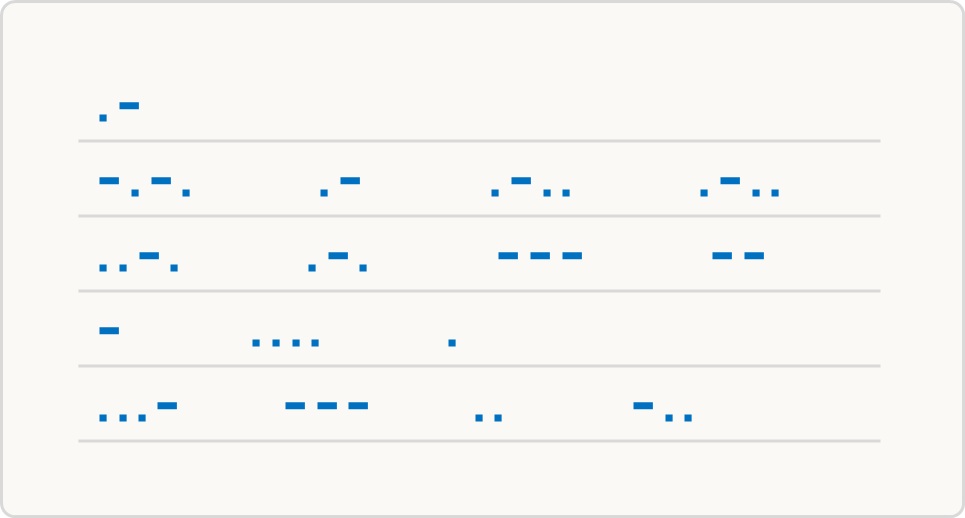 .-
-.-. .- .-.. .-..
..-. .-. --- --
- .... .
...- --- .. -..